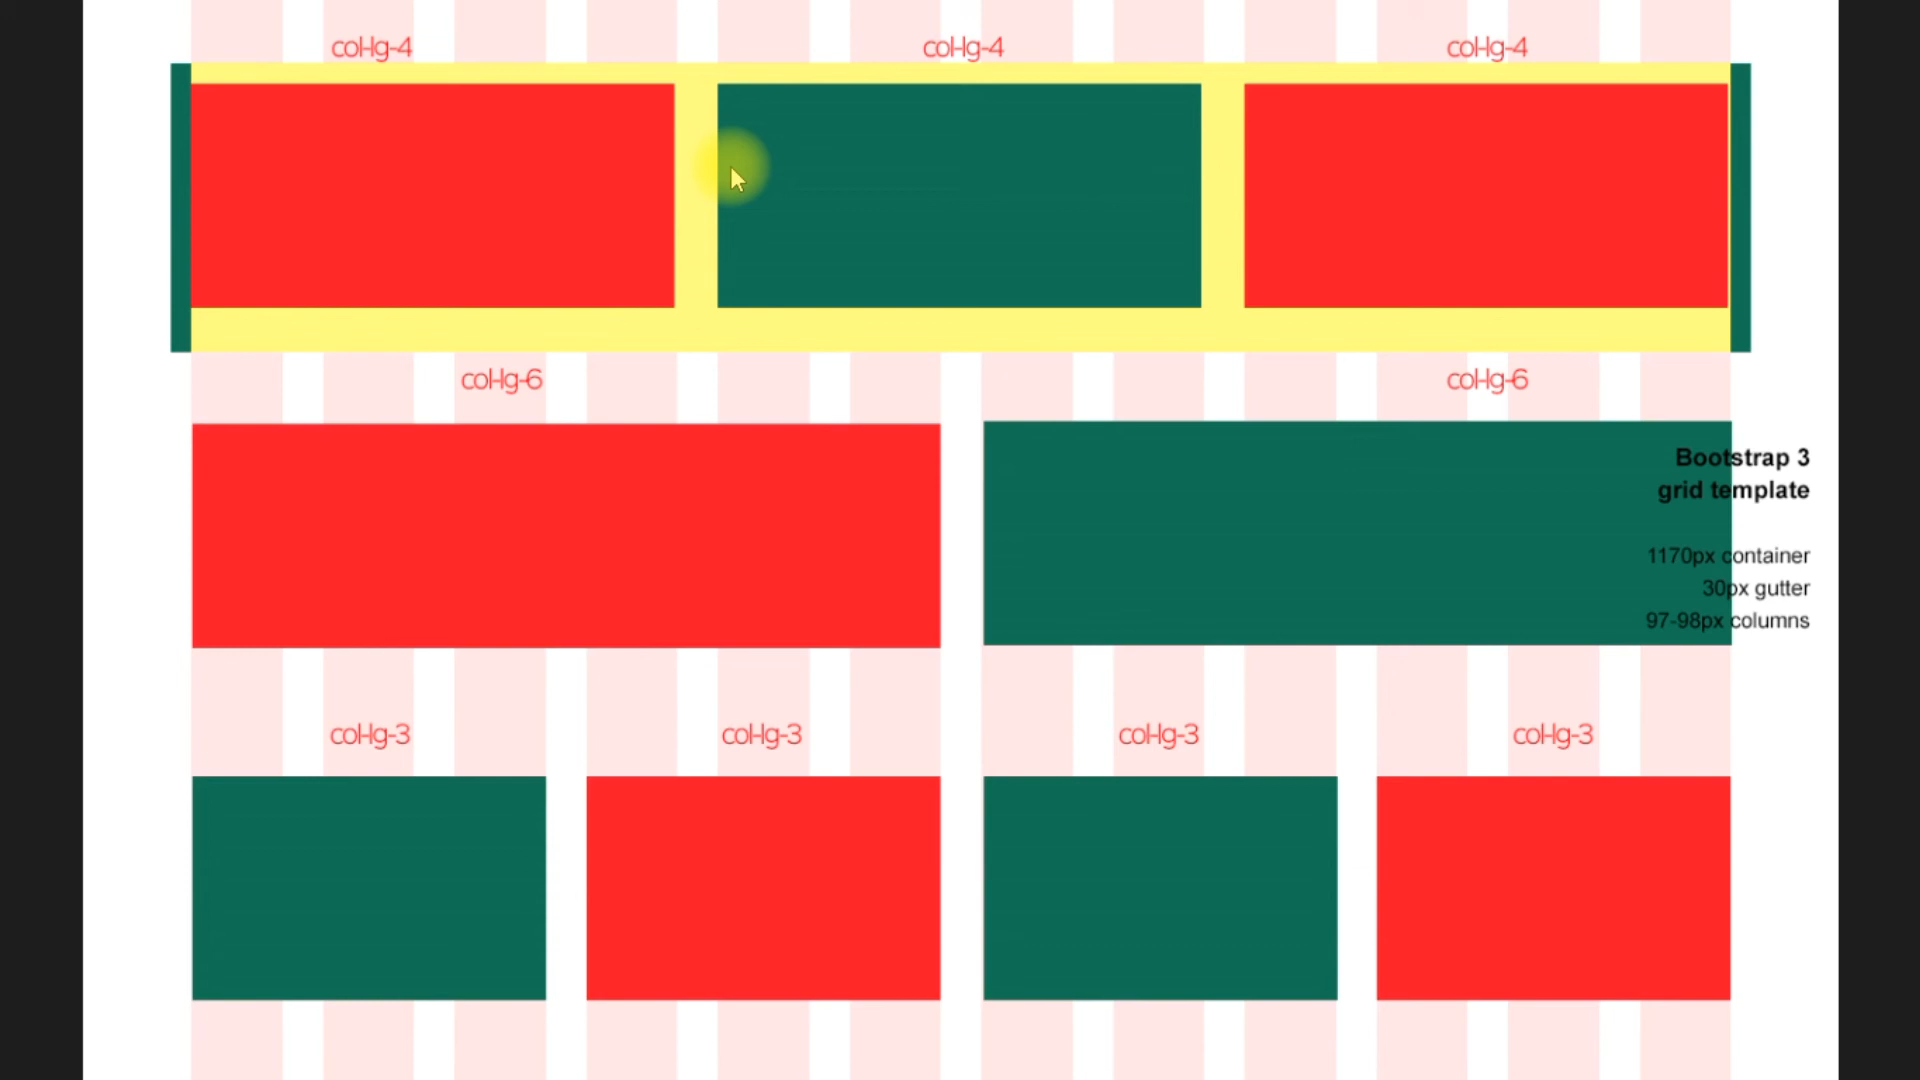 col-lg-4 col-lg-4 col-lg-4
col-lg-6 col-lg-6
Bootstrap 3
grid template
1170px container
30px gutter
97-98px columns
col-lg-3 col-lg-3 col-lg-3 col-lg-3